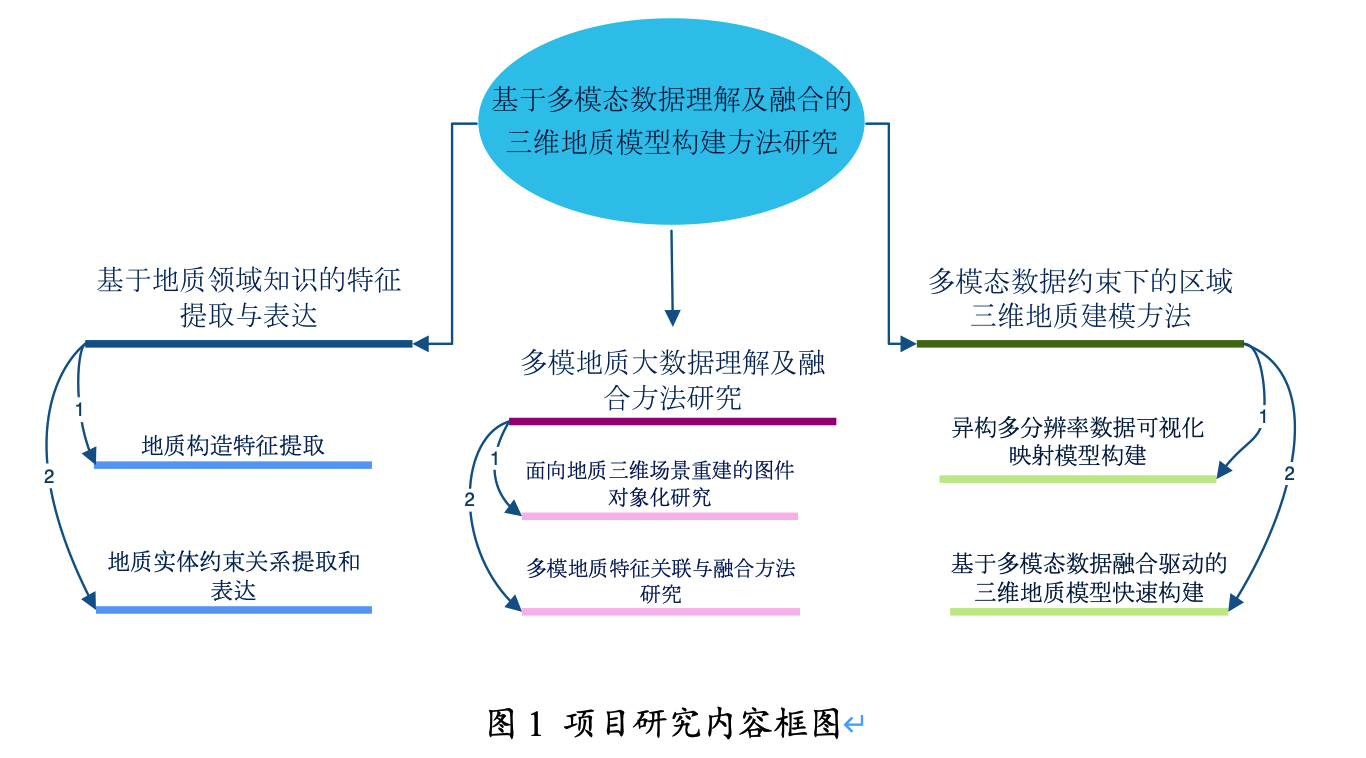 基于多模态数据理解及融合的
三维地质模型构建方法研究
基于地质领域知识的特征
提取与表达
1
地质构造特征提取
2
地质实体约束关系提取和
表达
多模地质大数据理解及融
合方法研究
1
面向地质三维场景重建的图件
对象化研究
2
多模地质特征关联与融合方法
研究
多模态数据约束下的区域
三维地质建模方法
1
异构多分辨率数据可视化
映射模型构建
2
基于多模态数据融合驱动的
三维地质模型快速构建
图 1 项目研究内容框图↵